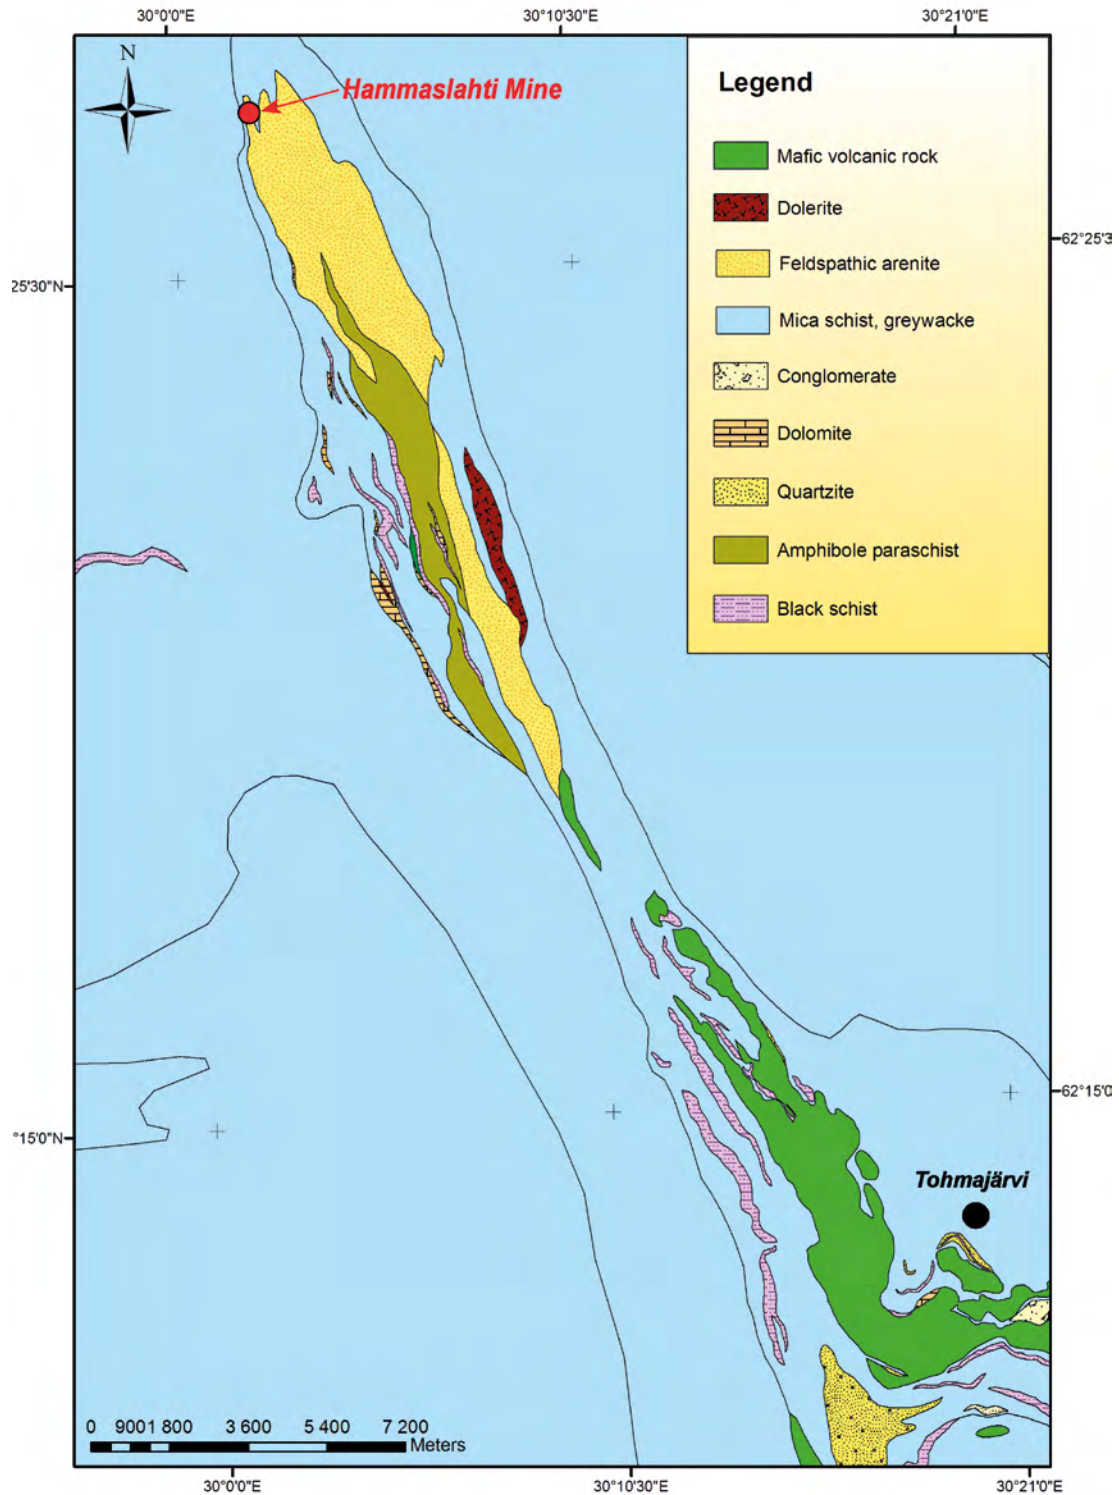 30°0'0"E 30°10'30"E 30°21'0"E
N
Hammaslahti Mine
Legend
Mafic volcanic rock
Dolerite
Feldspathic arenite
Mica schist, greywacke
Conglomerate
Dolomite
Quartzite
Amphibole paraschist
Black schist
62°25'3
25'30"N
62°15'0
°15'0"N
Tohmajärvi
0 900 1 800 3 600 5 400 7 200
Meters
30°0'0"E 30°10'30"E 30°21'0"E